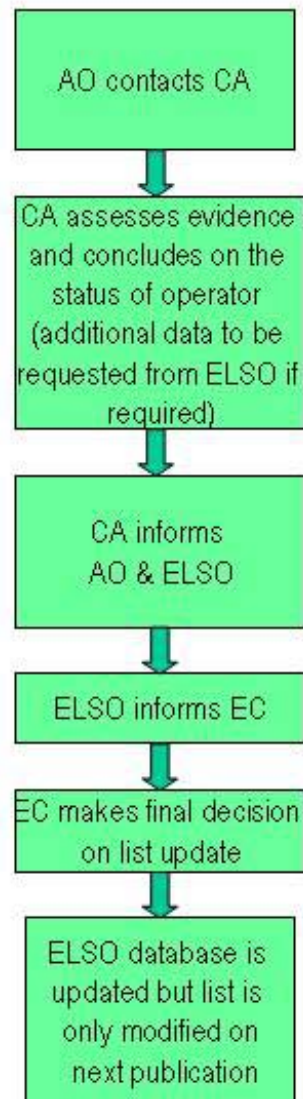 AO contacts CA
CA assesses evidence
and concludes on the
status of operator
(additional data to be
requested from ELSO if
required)
CA informs
AO & ELSO
ELSO informs EC
EC makes final decision
on list update
ELSO database is
updated but list is
only modified on
next publication